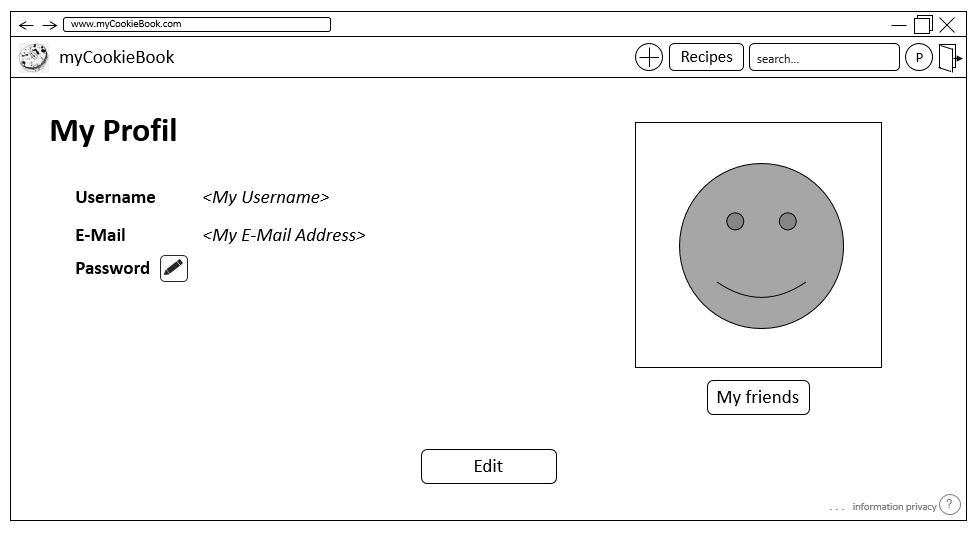 www.myCookieBook.com
myCookieBook
Recipes
search...
P
My Profil
Username <My Username>
E-Mail <My E-Mail Address>
Password
My friends
Edit
... information privacy ?